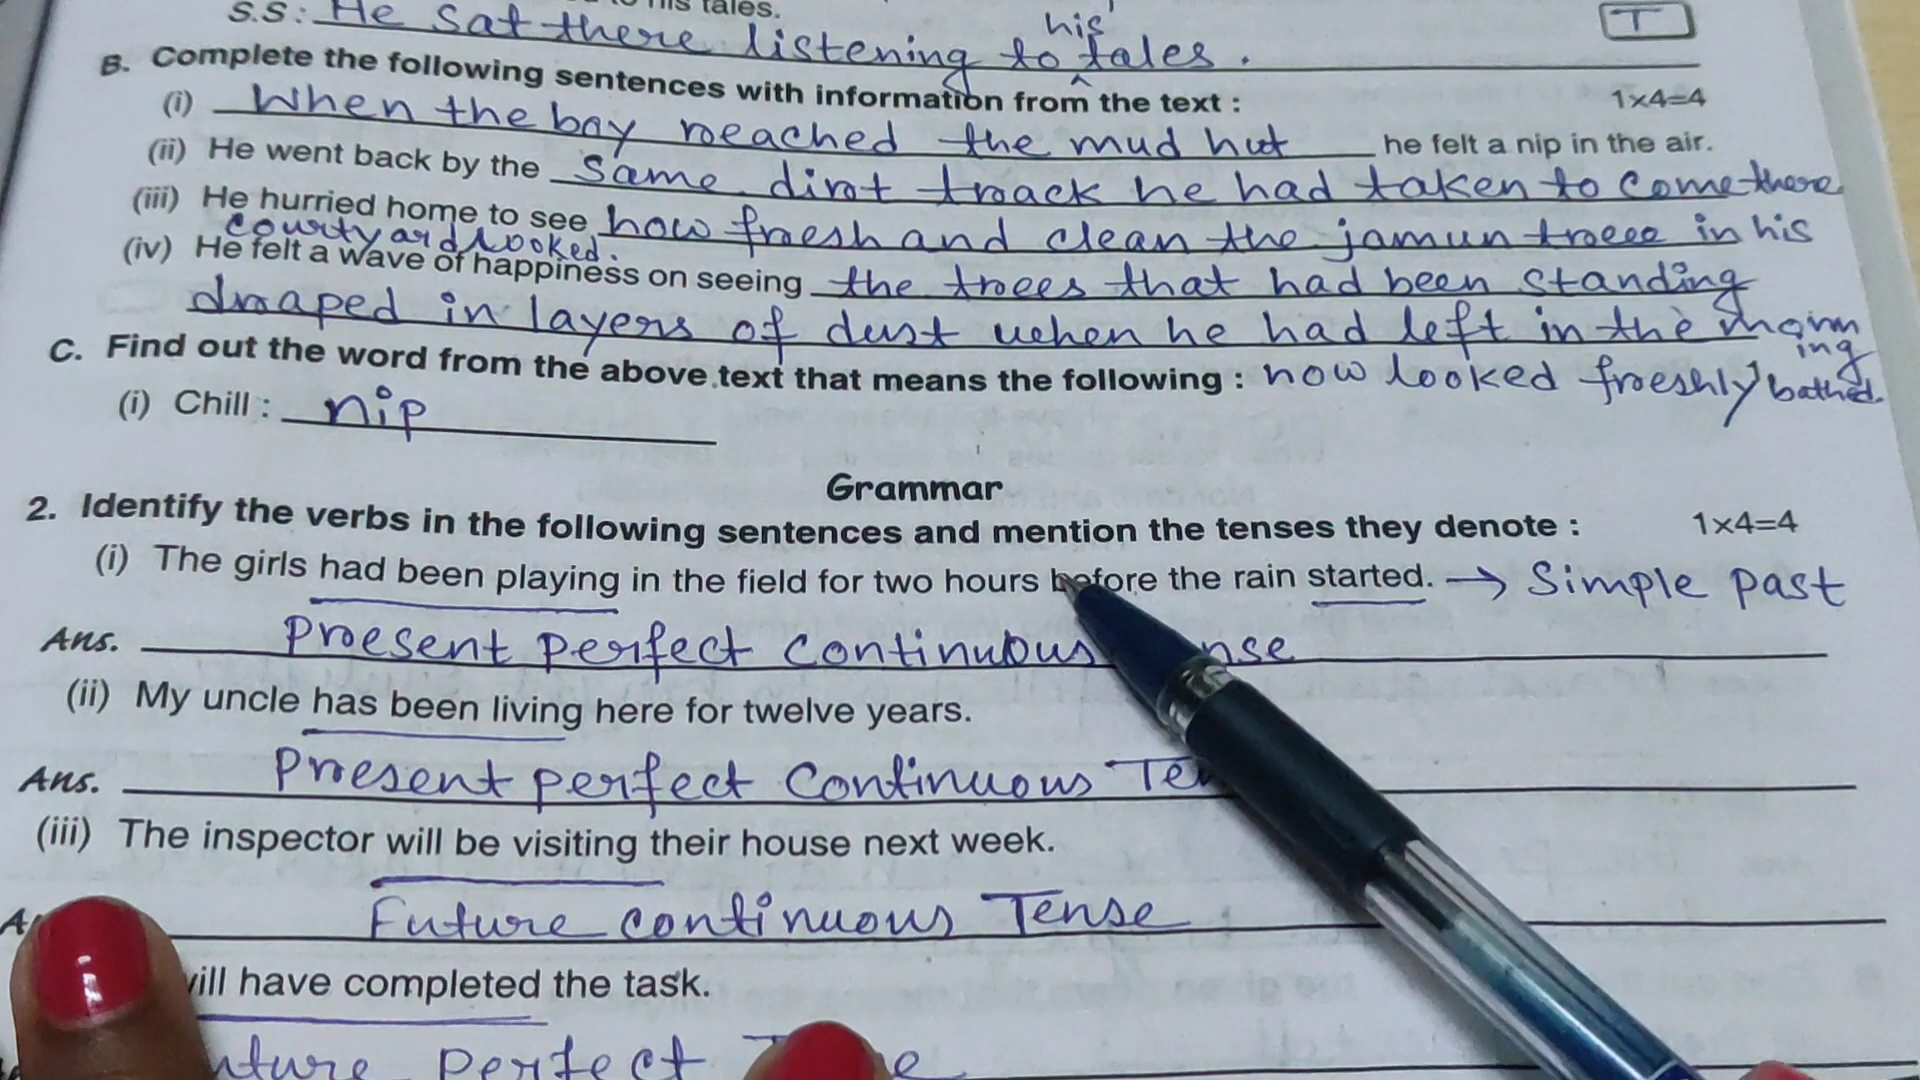 his tales.
S.S: He sat there listening to his tales.
T
B. Complete the following sentences with information from the text : 1×4=4
(i) When the boy reached the mud hut he felt a nip in the air.
(ii) He went back by the same dirt track he had taken to come there
(iii) He hurried home to see how fresh and clean the jamun treee in his
courtyard looked.
(iv) He felt a wave of happiness on seeing the trees that had been standing
draped in layers of dust when he had left in the morning
now looked freshly bathed.
C. Find out the word from the above text that means the following :
(i) Chill : nip
Grammar
2. Identify the verbs in the following sentences and mention the tenses they denote : 1×4=4
(i) The girls had been playing in the field for two hours before the rain started. → Simple past
Ans. Present perfect continuous
(ii) My uncle has been living here for twelve years.
Ans. Present perfect Continuous
(iii) The inspector will be visiting their house next week.
Future continuous Tense
have completed the task.
perfect